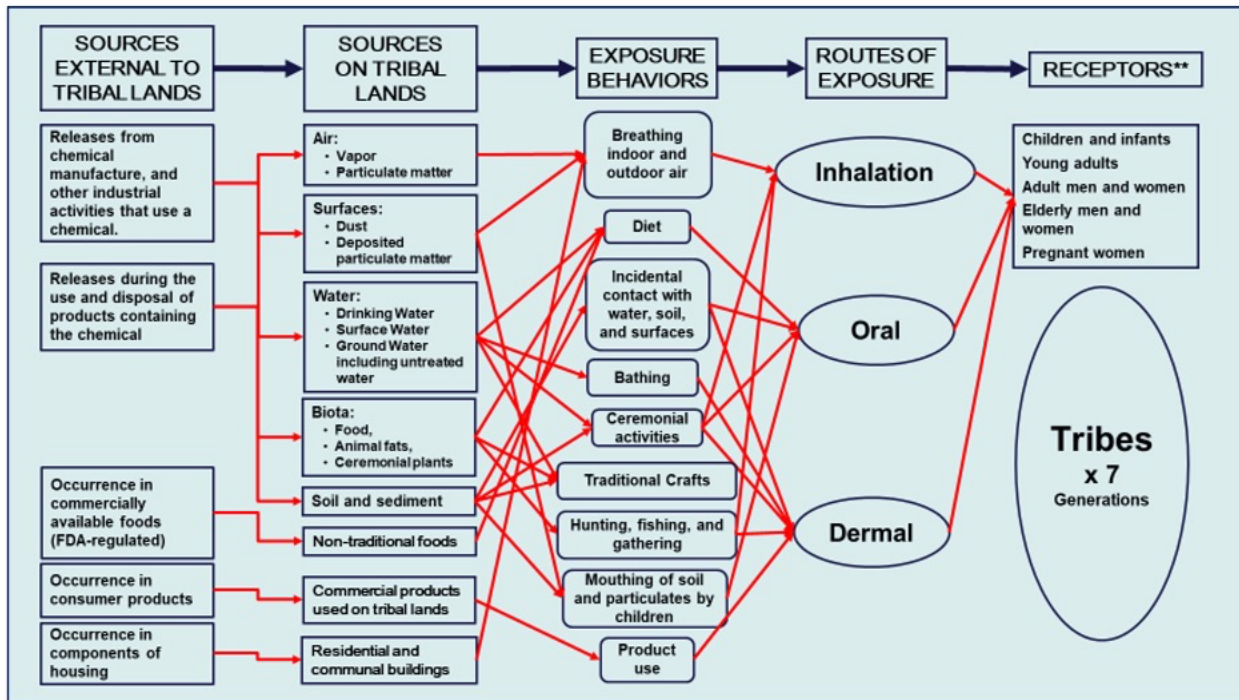 SOURCES
EXTERNAL TO
TRIBAL LANDS
SOURCES
ON TRIBAL
LANDS
EXPOSURE
BEHAVIORS
ROUTES OF
EXPOSURE
RECEPTORS**
Releases from
chemical
manufacture, and
other industrial
activities that use a
chemical.
Releases during the
use and disposal of
products containing
the chemical
Occurrence in
commercially
available foods
(FDA-regulated)
Occurrence in
consumer products
Occurrence in
components of
housing
Air:
• Vapor
• Particulate matter
Surfaces:
• Dust
• Deposited
particulate matter
Water:
• Drinking Water
• Surface Water
• Ground Water
including untreated
water
Biota:
• Food,
• Animal fats,
• Ceremonial plants
Soil and sediment
Non-traditional foods
Commercial products
used on tribal lands
Residential and
communal buildings
Breathing
indoor and
outdoor air
Diet
Incidental
contact with
water, soil,
and surfaces
Bathing
Ceremonial
activities
Traditional Crafts
Hunting, fishing, and
gathering
Mouthing of soil
and particulates by
children
Product
use
Inhalation
Oral
Dermal
Children and infants
Young adults
Adult men and women
Elderly men and
women
Pregnant women
Tribes
x 7
Generations